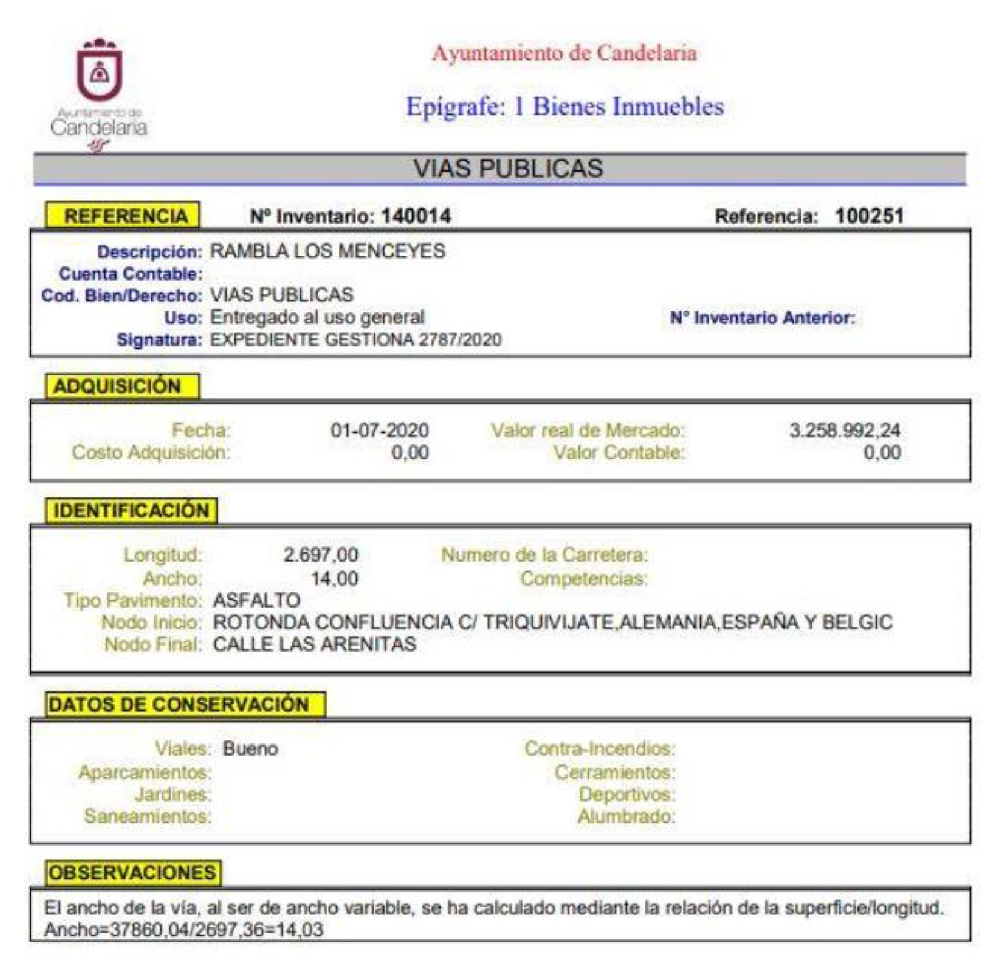 Ayuntamiento de
Candelaria
Ayuntamiento de Candelaria
Epígrafe: 1 Bienes Inmuebles
VIAS PUBLICAS
REFERENCIA Nº Inventario: 140014 Referencia: 100251
Descripción: RAMBLA LOS MENCEYES
Cuenta Contable:
Cod. Bien/Derecho: VIAS PUBLICAS
Uso: Entregado al uso general Nº Inventario Anterior:
Signatura: EXPEDIENTE GESTIONA 2787/2020
ADQUISICIÓN
Fecha: 01-07-2020 Valor real de Mercado: 3.258.992,24
Costo Adquisición: 0,00 Valor Contable: 0,00
IDENTIFICACIÓN
Longitud: 2.697,00 Numero de la Carretera:
Ancho: 14,00 Competencias:
Tipo Pavimento: ASFALTO
Nodo Inicio: ROTONDA CONFLUENCIA C/ TRIQUIVIJATE,ALEMANIA,ESPAÑA Y BELGIC
Nodo Final: CALLE LAS ARENITAS
DATOS DE CONSERVACIÓN
Viales: Bueno Contra-Incendios:
Aparcamientos: Cerramientos:
Jardines: Deportivos:
Saneamientos: Alumbrado:
OBSERVACIONES
El ancho de la vía, al ser de ancho variable, se ha calculado mediante la relación de la superficie/longitud.
Ancho=37860,04/2697,36=14,03